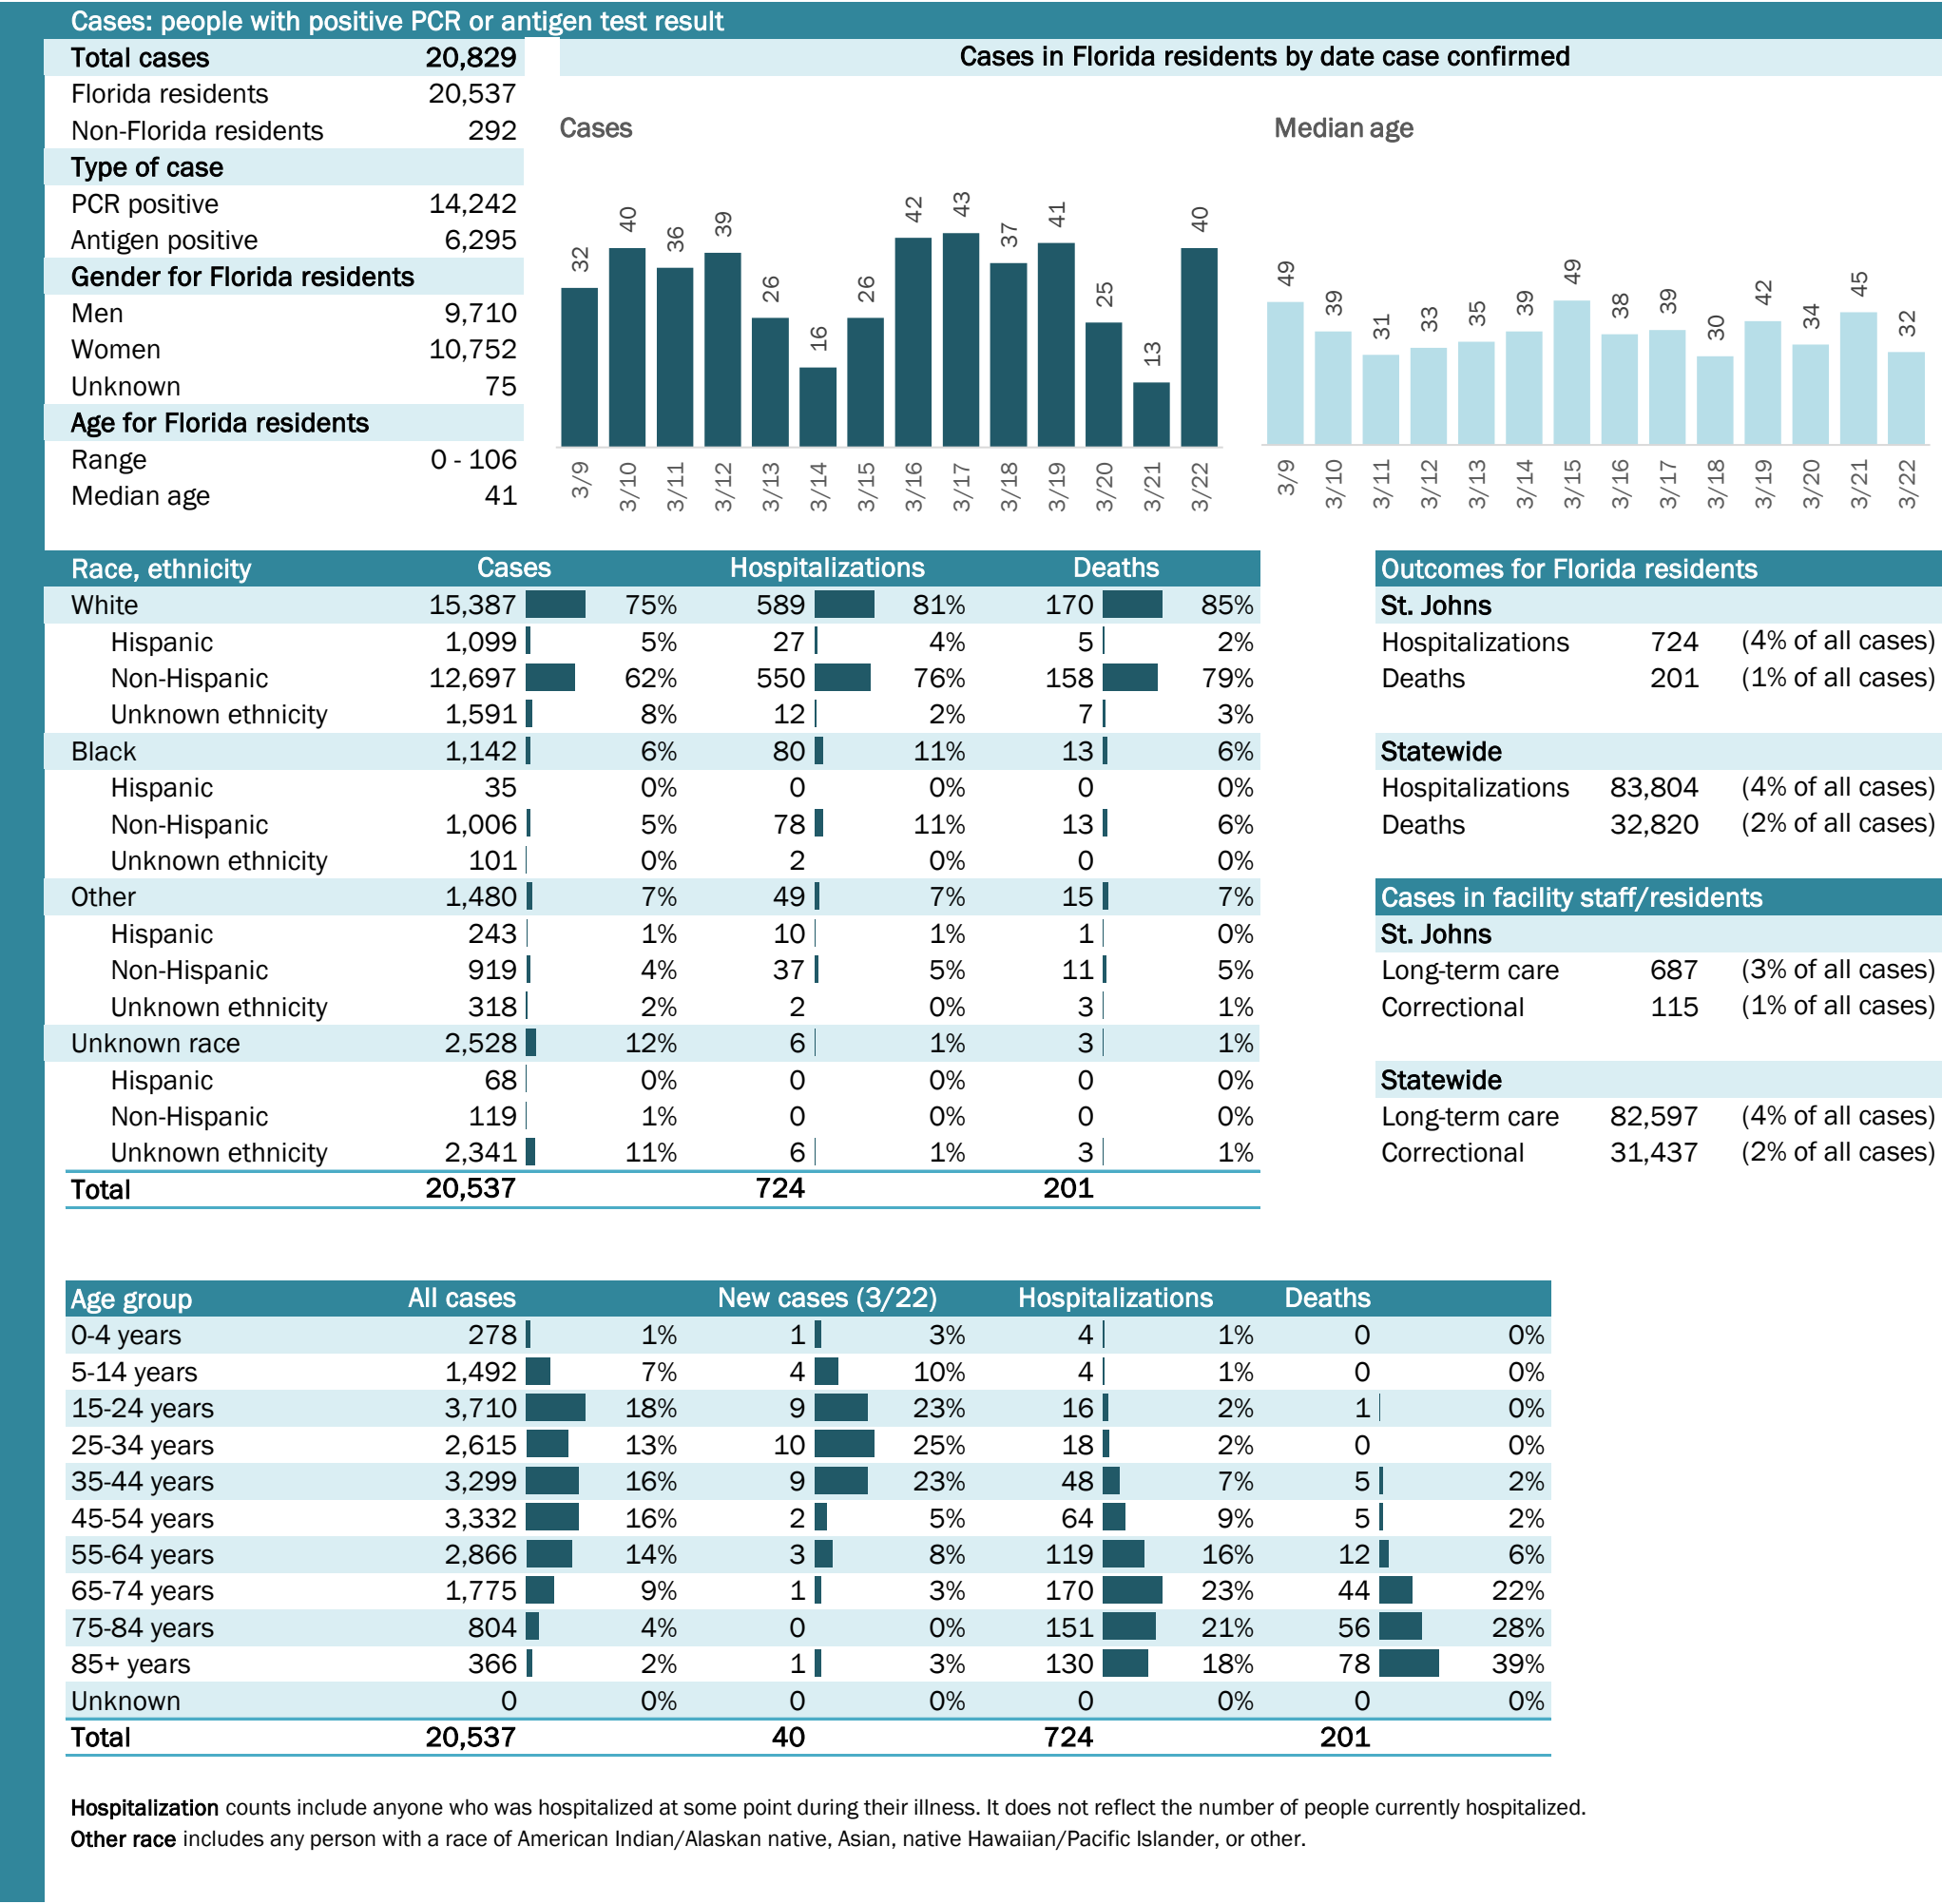 Cases: people with positive PCR or antigen test result
Total cases 20,829
Florida residents 20,537
Non-Florida residents 292
Type of case
PCR positive 14,242
Antigen positive 6,295
Gender for Florida residents
Men 9,710
Women 10,752
Unknown 75
Age for Florida residents
Range 0 - 106
Median age 41
Cases in Florida residents by date case confirmed
Cases
32 40 36 39 26 16 26 42 43 37 41 25 13 40
3/9 3/10 3/11 3/12 3/13 3/14 3/15 3/16 3/17 3/18 3/19 3/20 3/21 3/22
Median age
49 39 31 33 35 39 49 38 39 30 42 34 45 32
3/9 3/10 3/11 3/12 3/13 3/14 3/15 3/16 3/17 3/18 3/19 3/20 3/21 3/22
Race, ethnicity Cases Hospitalizations Deaths
White 15,387 75% 589 81% 170 85%
Hispanic 1,099 5% 27 4% 5 2%
Non-Hispanic 12,697 62% 550 76% 158 79%
Unknown ethnicity 1,591 8% 12 2% 7 3%
Black 1,142 6% 80 11% 13 6%
Hispanic 35 0% 0 0% 0 0%
Non-Hispanic 1,006 5% 78 11% 13 6%
Unknown ethnicity 101 0% 2 0% 0 0%
Other 1,480 7% 49 7% 15 7%
Hispanic 243 1% 10 1% 1 0%
Non-Hispanic 919 4% 37 5% 11 5%
Unknown ethnicity 318 2% 2 0% 3 1%
Unknown race 2,528 12% 6 1% 3 1%
Hispanic 68 0% 0 0% 0 0%
Non-Hispanic 119 1% 0 0% 0 0%
Unknown ethnicity 2,341 11% 6 1% 3 1%
Total 20,537 724 201
Outcomes for Florida residents
St. Johns
Hospitalizations 724 (4% of all cases)
Deaths 201 (1% of all cases)
Statewide
Hospitalizations 83,804 (4% of all cases)
Deaths 32,820 (2% of all cases)
Cases in facility staff/residents
St. Johns
Long-term care 687 (3% of all cases)
Correctional 115 (1% of all cases)
Statewide
Long-term care 82,597 (4% of all cases)
Correctional 31,437 (2% of all cases)
Age group All cases New cases (3/22) Hospitalizations Deaths
0-4 years 278 1% 1 3% 4 1% 0 0%
5-14 years 1,492 7% 4 10% 4 1% 0 0%
15-24 years 3,710 18% 9 23% 16 2% 1 0%
25-34 years 2,615 13% 10 25% 18 2% 0 0%
35-44 years 3,299 16% 9 23% 48 7% 5 2%
45-54 years 3,332 16% 2 5% 64 9% 5 2%
55-64 years 2,866 14% 3 8% 119 16% 12 6%
65-74 years 1,775 9% 1 3% 170 23% 44 22%
75-84 years 804 4% 0 0% 151 21% 56 28%
85+ years 366 2% 1 3% 130 18% 78 39%
Unknown 0 0% 0 0% 0 0% 0 0%
Total 20,537 40 724 201
Hospitalization counts include anyone who was hospitalized at some point during their illness. It does not reflect the number of people currently hospitalized.
Other race includes any person with a race of American Indian/Alaskan native, Asian, native Hawaiian/Pacific Islander, or other.